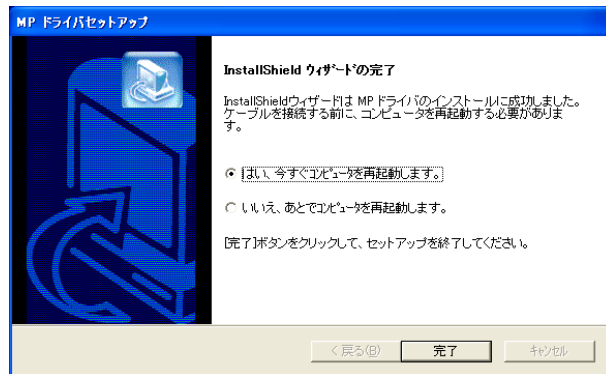 MP ドライバセットアップ
InstallShield ウィザードの完了
InstallShieldウィザードは MP ドライバのインストールに成功しました。
ケーブルを接続する前に、コンピュータを再起動する必要がありま
す。
はい、今すぐコンピュータを再起動します。
いいえ、あとでコンピュータを再起動します。
[完了]ボタンをクリックして、セットアップを終了してください。
< 戻る(B) 完了 キャンセル